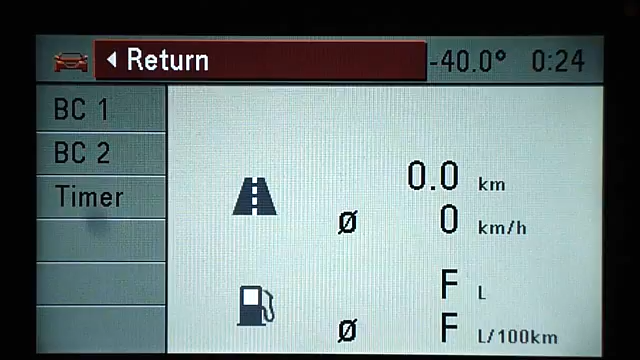 Return -40.0° 0:24
BC 1
BC 2
Timer
0.0 km
Ø 0 km/h
F L
Ø F L/100km